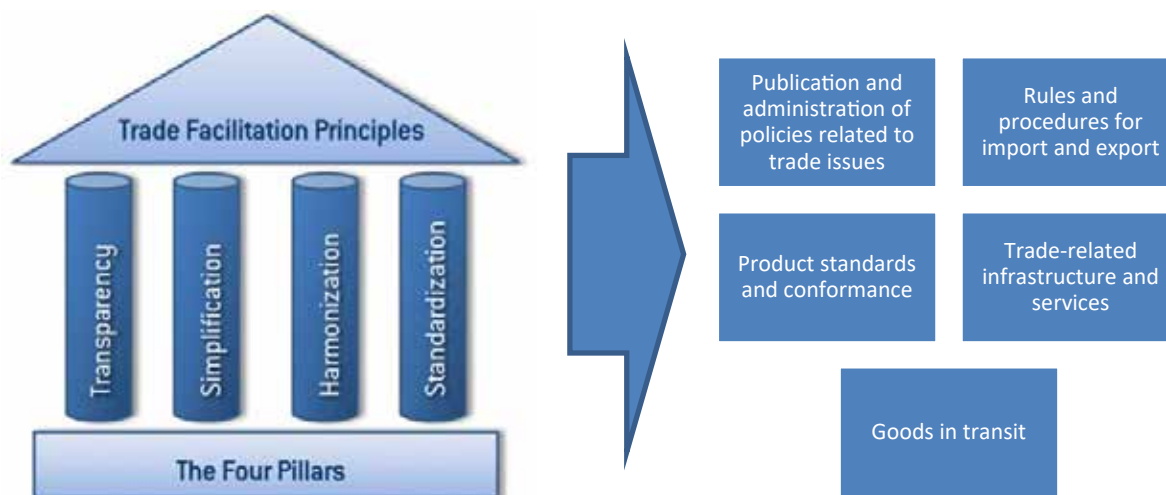 Trade Facilitation Principles
Transparency
Simplification
Harmonization
Standardization
The Four Pillars
Publication and
administration of
policies related to
trade issues
Rules and
procedures for
import and export
Product standards
and conformance
Trade-related
infrastructure and
services
Goods in transit